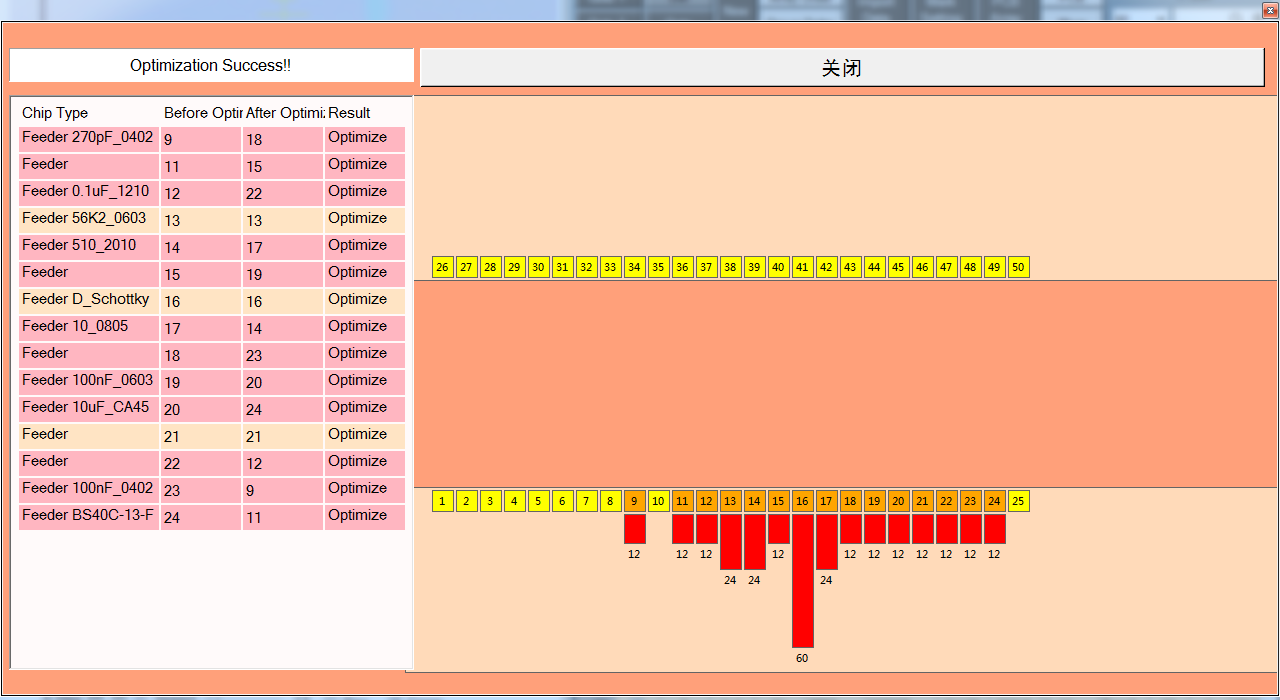 Optimization Success!!
关闭
Chip Type Before Optin After Optimi: Result
Feeder 270pF_0402 9 18 Optimize
Feeder 11 15 Optimize
Feeder 0.1uF_1210 12 22 Optimize
Feeder 56K2_0603 13 13 Optimize
Feeder 510_2010 14 17 Optimize
Feeder 15 19 Optimize
Feeder D_Schottky 16 16 Optimize
Feeder 10_0805 17 14 Optimize
Feeder 18 23 Optimize
Feeder 100nF_0603 19 20 Optimize
Feeder 10uF_CA45 20 24 Optimize
Feeder 21 21 Optimize
Feeder 22 12 Optimize
Feeder 100nF_0402 23 9 Optimize
Feeder BS40C-13-F 24 11 Optimize
26 27 28 29 30 31 32 33 34 35 36 37 38 39 40 41 42 43 44 45 46 47 48 49 50
1 2 3 4 5 6 7 8 9 10 11 12 13 14 15 16 17 18 19 20 21 22 23 24 25
12 12 12 12 12 12 12 12 12 12 12
24 24 24
60